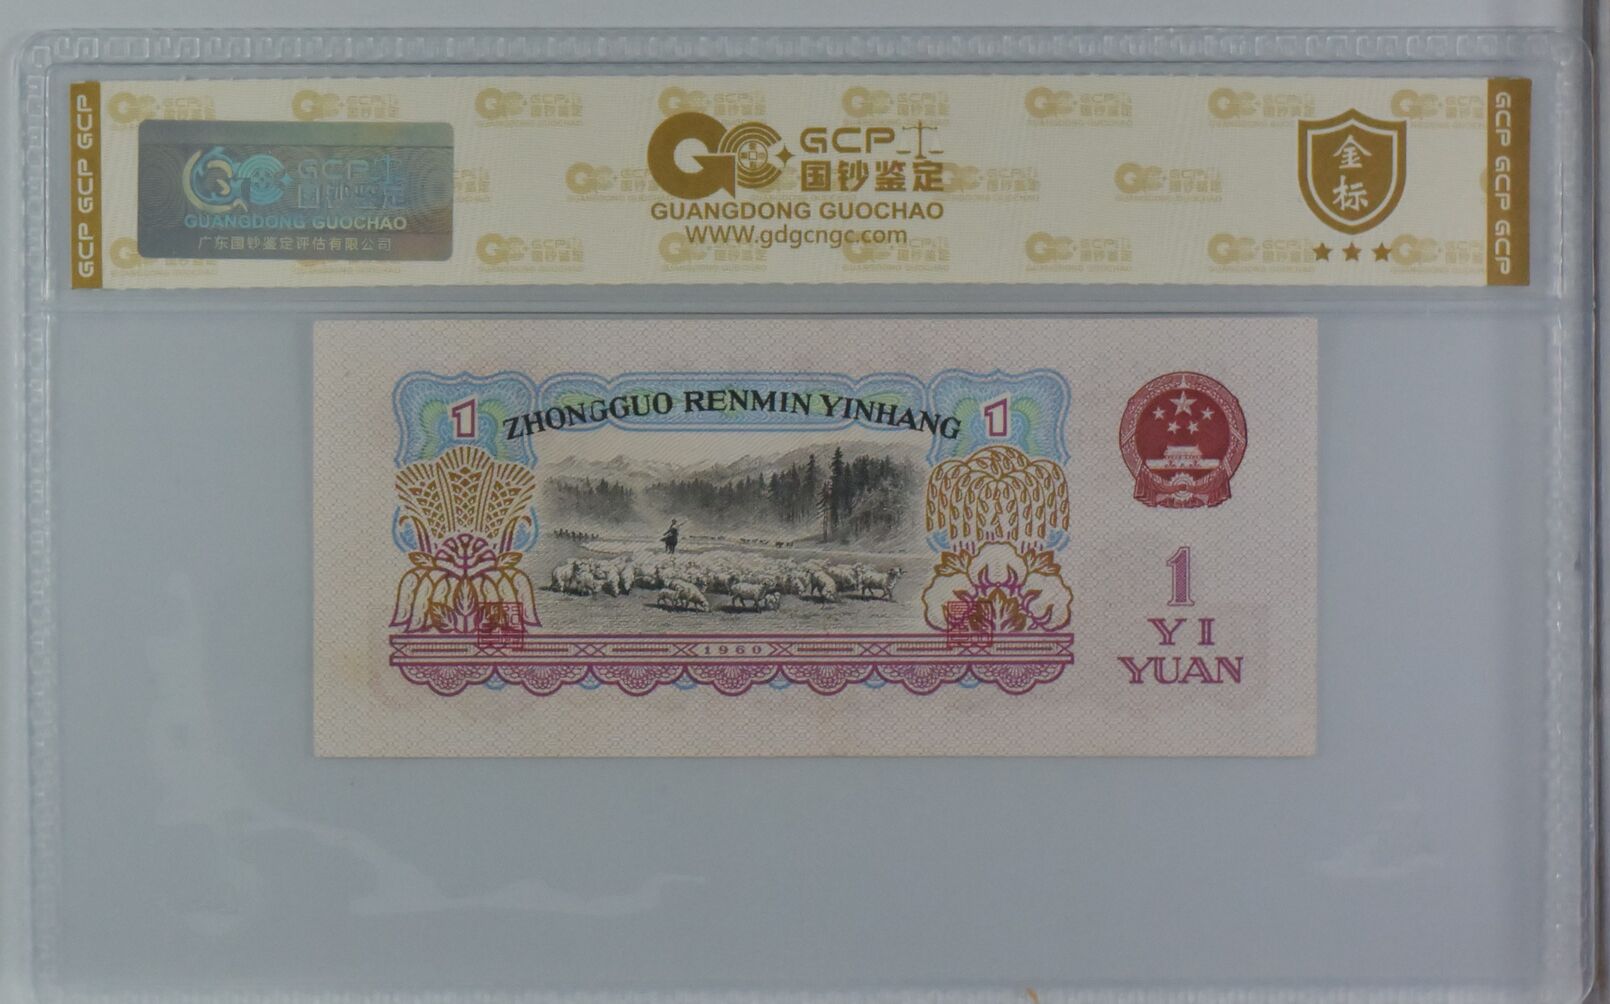 GCP GCP GCP
GCP
国钞鉴定
GUANGDONG GUOCHAO
广东国钞鉴定评估有限公司
GCP
国钞鉴定
GUANGDONG GUOCHAO
WWW.gdgcngc.com
金标
GCP GCP GCP
1
ZHONGGUO RENMIN YINHANG
1
1960
1
YI
YUAN